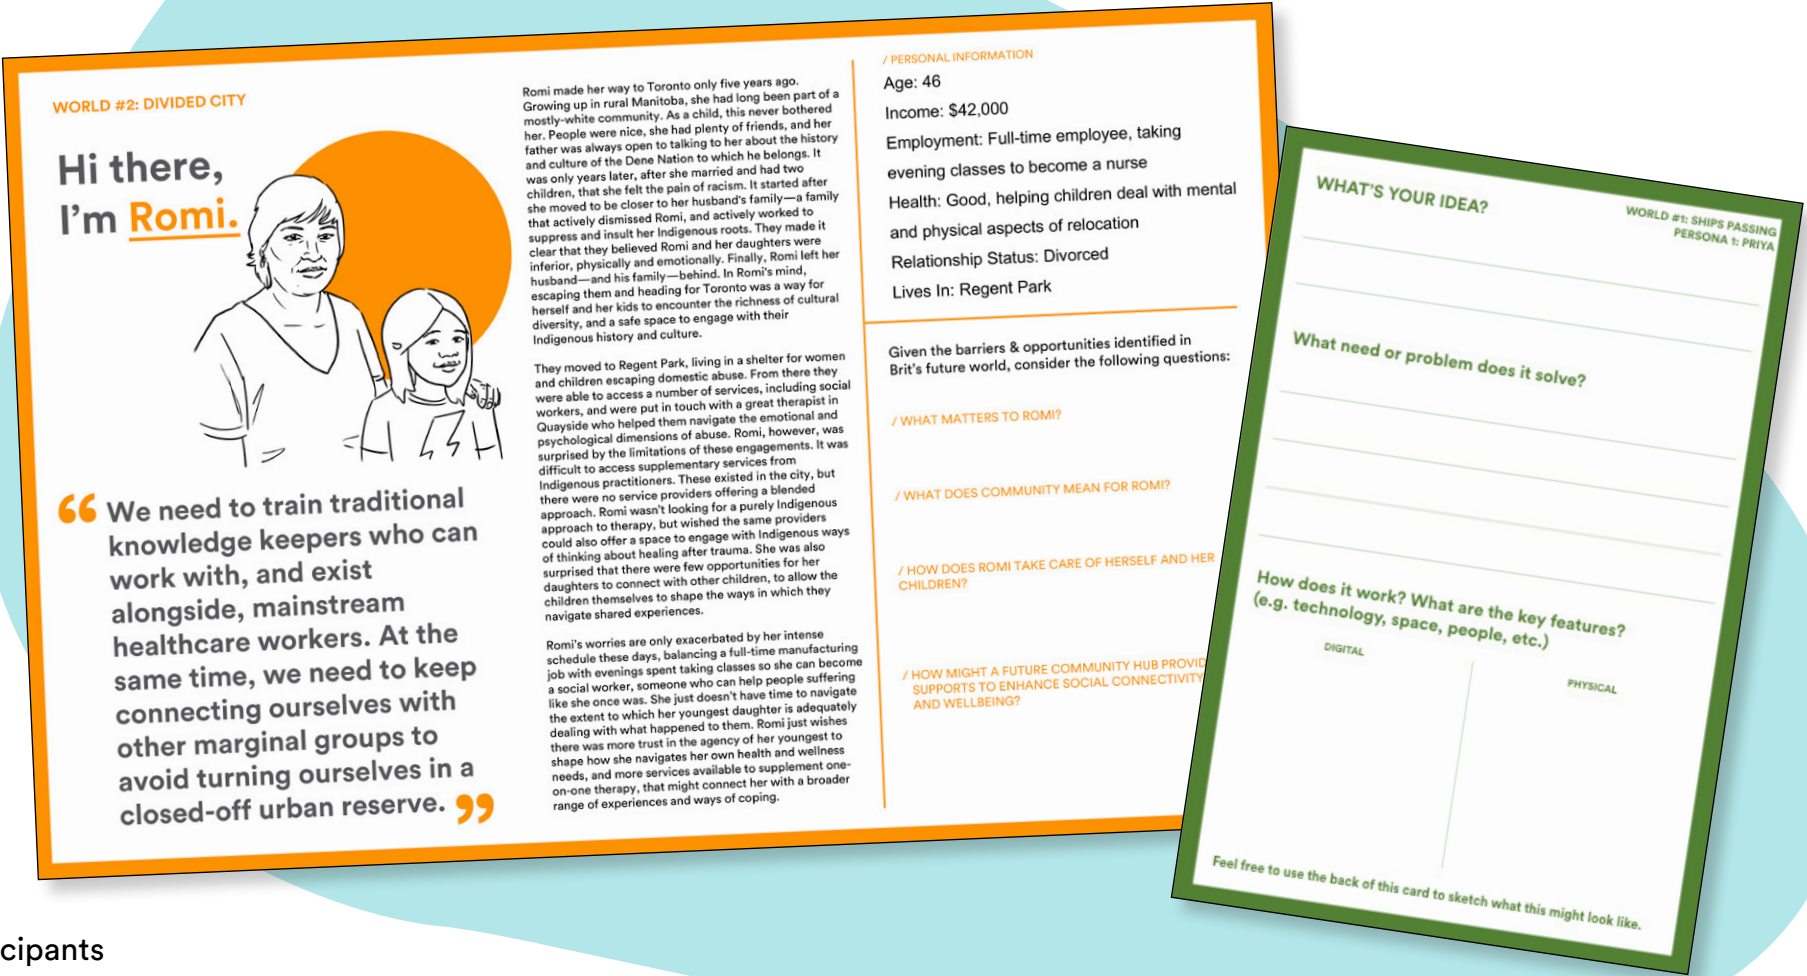 WORLD #2: DIVIDED CITY
Hi there,
I'm Romi.
“ We need to train traditional
knowledge keepers who can
work with, and exist
alongside, mainstream
healthcare workers. At the
same time, we need to keep
connecting ourselves with
other marginal groups to
avoid turning ourselves in a
closed-off urban reserve. ”
Romi made her way to Toronto only five years ago.
Growing up in rural Manitoba, she had long been part of a
mostly-white community. As a child, this never bothered
her. People were nice, she had plenty of friends, and her
father was always open to talking to her about the history
and culture of the Dene Nation to which he belongs. It
was only years later, after she married and had two
children, that she felt the pain of racism. It started after
she moved to be closer to her husband's family—a family
that actively dismissed Romi, and actively worked to
suppress and insult her Indigenous roots. They made it
clear that they believed Romi and her daughters were
inferior, physically and emotionally. Finally, Romi left her
husband—and his family—behind. In Romi's mind,
escaping them and heading for Toronto was a way for
herself and her kids to encounter the richness of cultural
diversity, and a safe space to engage with their
Indigenous history and culture.
They moved to Regent Park, living in a shelter for women
and children escaping domestic abuse. From there they
were able to access a number of services, including social
workers, and were put in touch with a great therapist in
Quayside who helped them navigate the emotional and
psychological dimensions of abuse. Romi, however, was
surprised by the limitations of these engagements. It was
difficult to access supplementary services from
Indigenous practitioners. These existed in the city, but
there were no service providers offering a blended
approach. Romi wasn't looking for a purely Indigenous
approach to therapy, but wished the same providers
could also offer a space to engage with Indigenous ways
of thinking about healing after trauma. She was also
surprised that there were few opportunities for her
daughters to connect with other children, to allow the
children themselves to shape the ways in which they
navigate shared experiences.
Romi's worries are only exacerbated by her intense
schedule these days, balancing a full-time manufacturing
job with evenings spent taking classes so she can become
a social worker, someone who can help people suffering
like she once was. She just doesn't have time to navigate
the extent to which her youngest daughter is adequately
dealing with what happened to them. Romi just wishes
there was more trust in the agency of her youngest to
shape how she navigates her own health and wellness
needs, and more services available to supplement one-
on-one therapy, that might connect her with a broader
range of experiences and ways of coping.
/ PERSONAL INFORMATION
Age: 46
Income: $42,000
Employment: Full-time employee, taking
evening classes to become a nurse
Health: Good, helping children deal with mental
and physical aspects of relocation
Relationship Status: Divorced
Lives In: Regent Park
Given the barriers & opportunities identified in
Brit's future world, consider the following questions:
/ WHAT MATTERS TO ROMI?
/ WHAT DOES COMMUNITY MEAN FOR ROMI?
/ HOW DOES ROMI TAKE CARE OF HERSELF AND HER
CHILDREN?
/ HOW MIGHT A FUTURE COMMUNITY HUB PROVID
SUPPORTS TO ENHANCE SOCIAL CONNECTIVITY
AND WELLBEING?
WHAT'S YOUR IDEA?
WORLD #1: SHIPS PASSING
PERSONA 1: PRIYA
What need or problem does it solve?
How does it work? What are the key features?
(e.g. technology, space, people, etc.)
DIGITAL
PHYSICAL
Feel free to use the back of this card to sketch what this might look like.
cipants